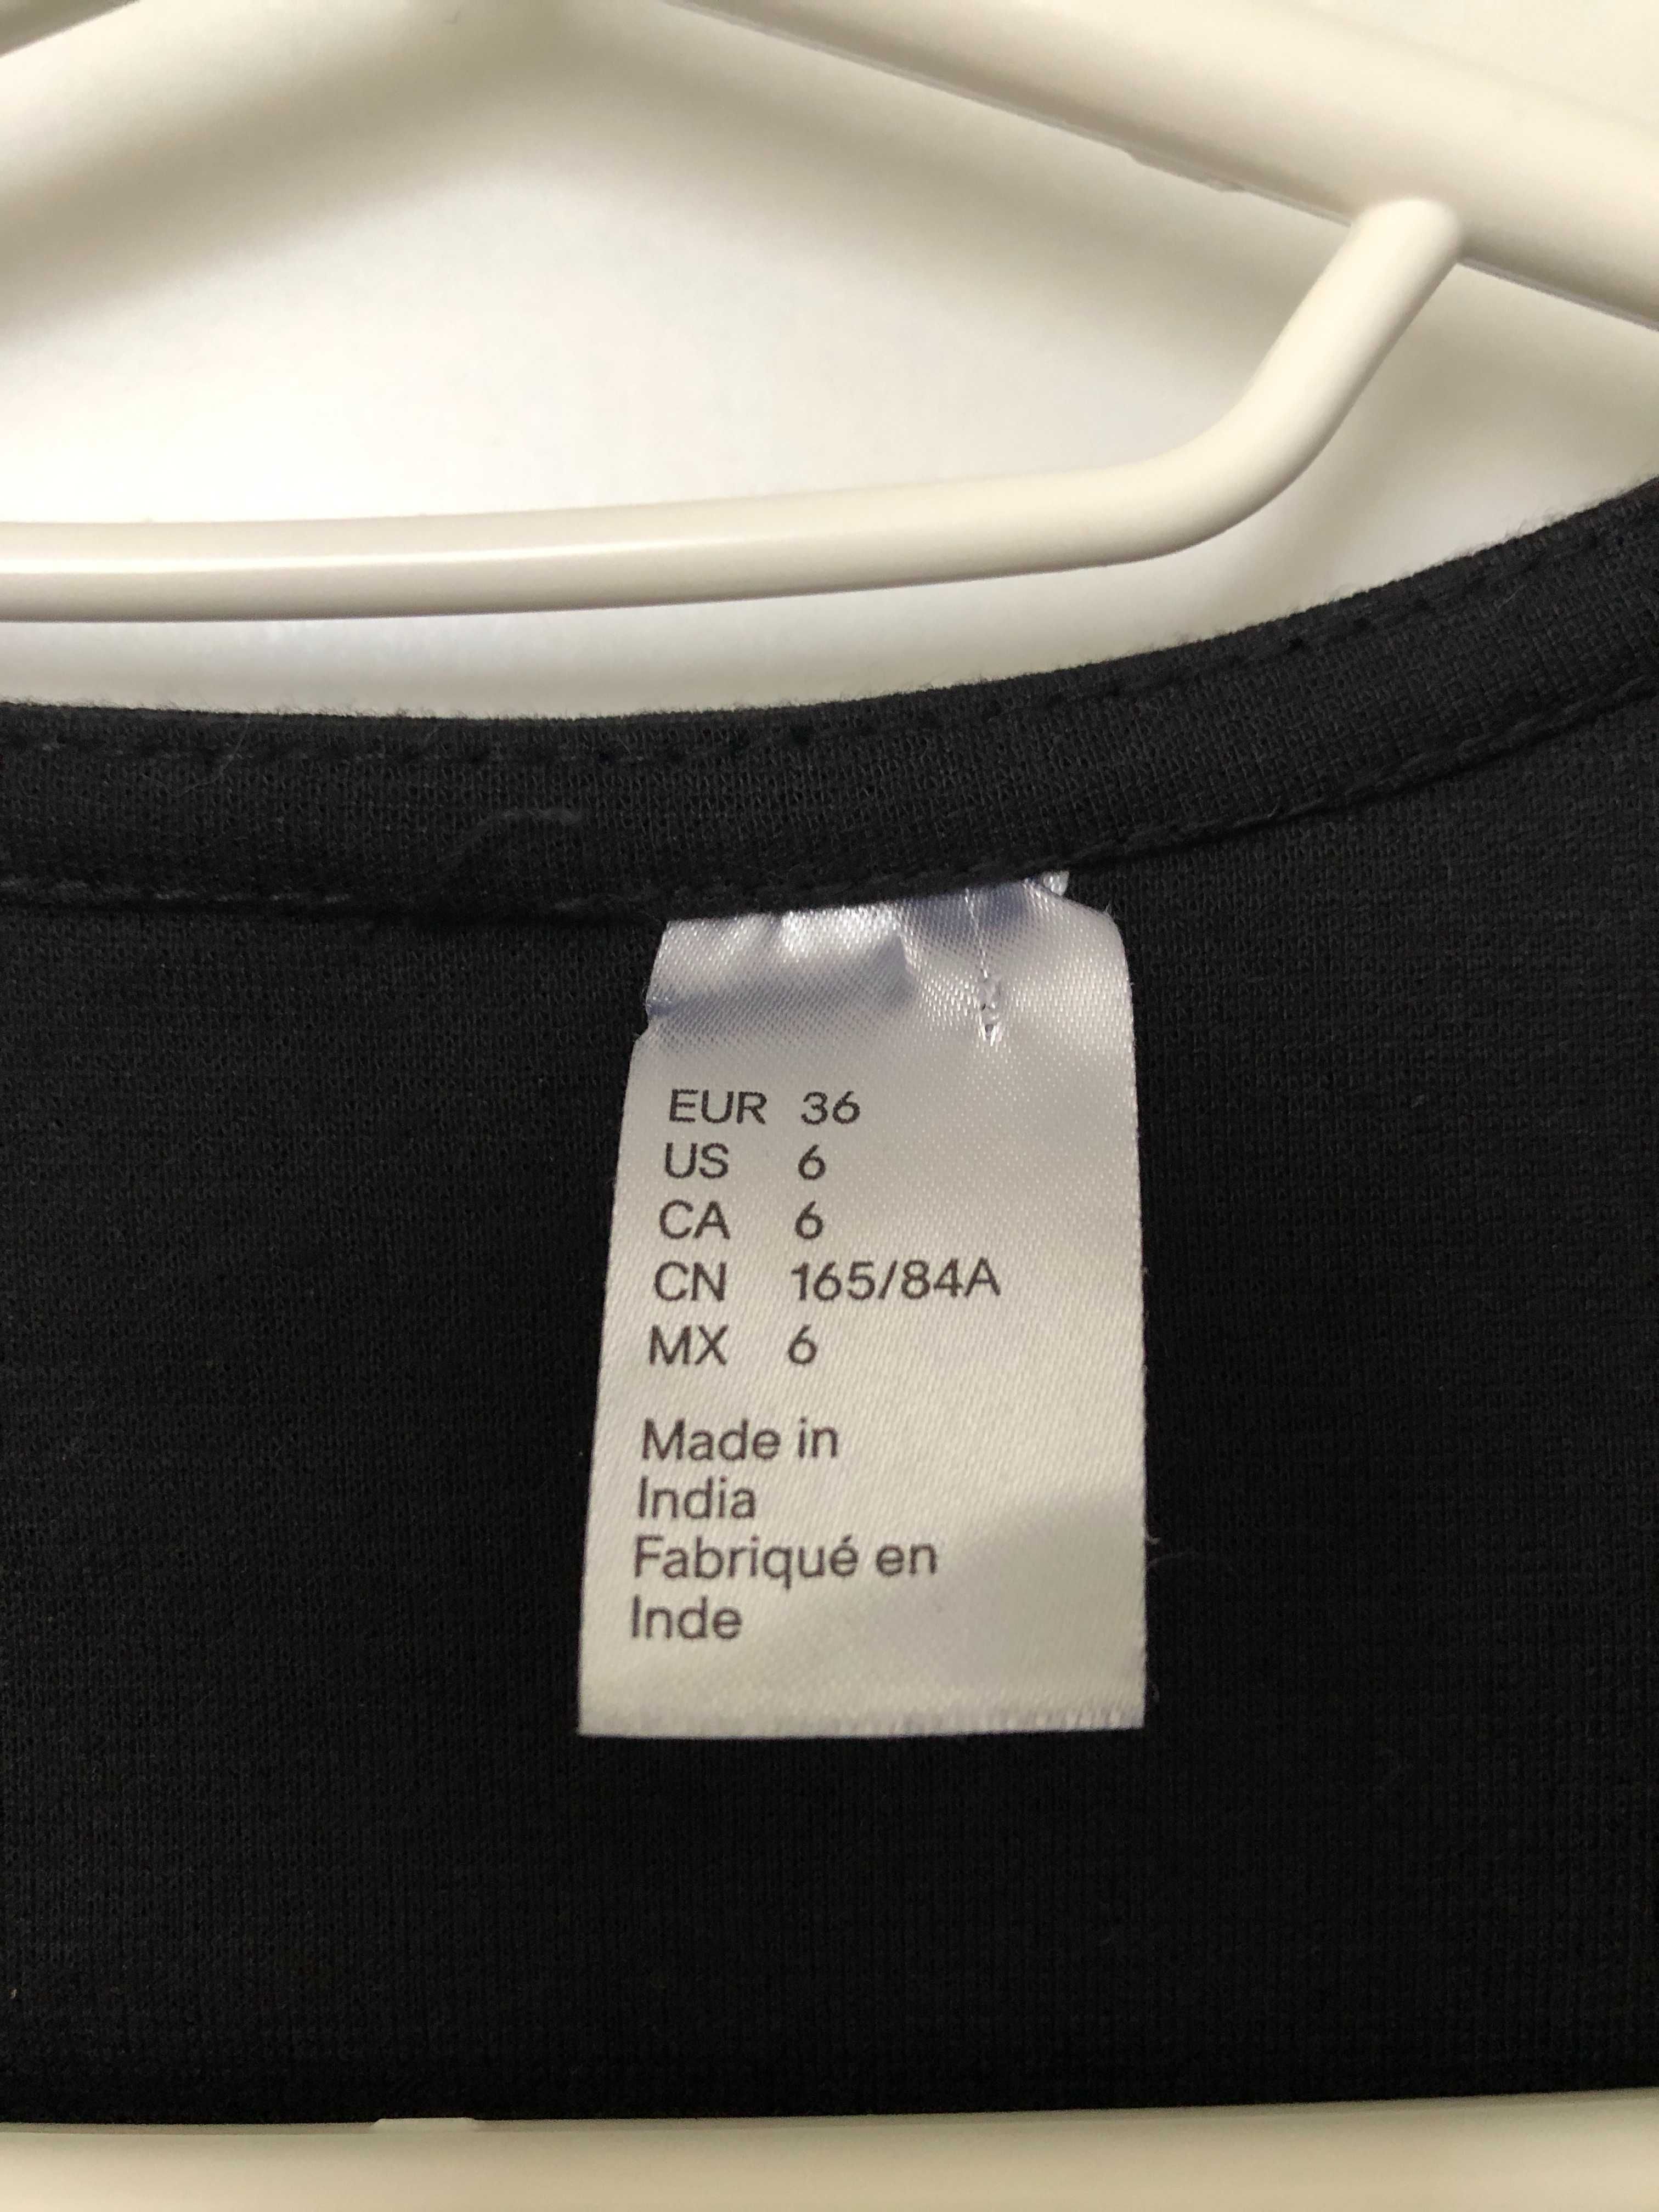 EUR 36
US 6
CA 6
CN 165/84A
MX 6
Made in
India
Fabriqué en
Inde